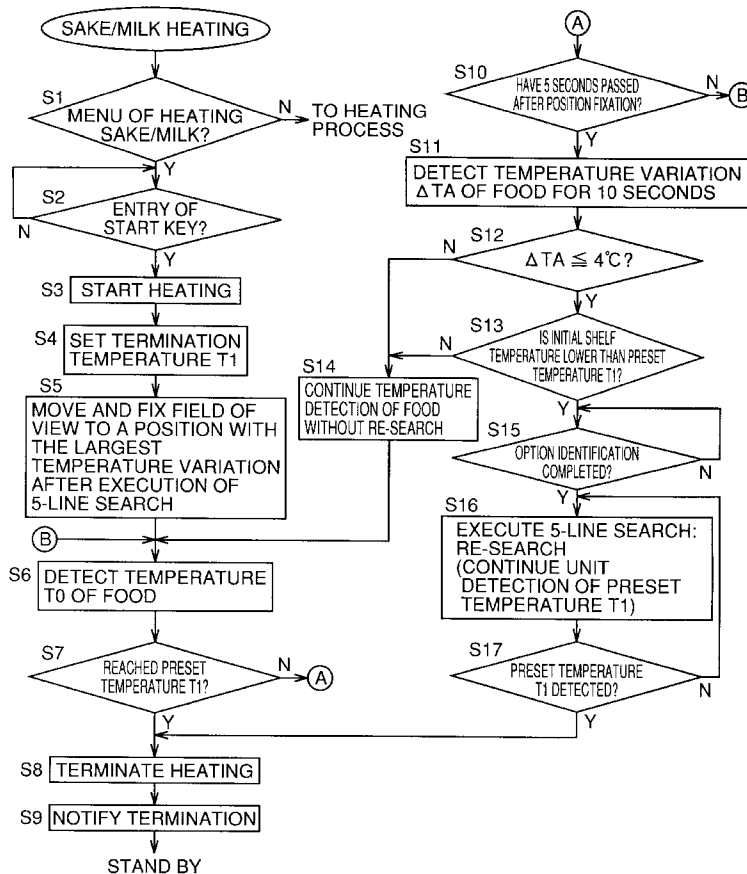 SAKE/MILK HEATING
S1
MENU OF HEATING
SAKE/MILK?
N
TO HEATING
PROCESS
Y
S2
ENTRY OF
START KEY?
N
Y
S3
START HEATING
S4
SET TERMINATION
TEMPERATURE T1
S5
MOVE AND FIX FIELD OF
VIEW TO A POSITION WITH
THE LARGEST
TEMPERATURE VARIATION
AFTER EXECUTION OF
5-LINE SEARCH
B
S6
DETECT TEMPERATURE
T0 OF FOOD
S7
REACHED PRESET
TEMPERATURE T1?
N
A
Y
S8
TERMINATE HEATING
S9
NOTIFY TERMINATION
STAND BY
A
S10
HAVE 5 SECONDS PASSED
AFTER POSITION FIXATION?
N
B
Y
S11
DETECT TEMPERATURE VARIATION
ΔTA OF FOOD FOR 10 SECONDS
S12
N
ΔTA ≦ 4℃?
Y
S13
N
IS INITIAL SHELF
TEMPERATURE LOWER THAN PRESET
TEMPERATURE T1?
Y
S14
CONTINUE TEMPERATURE
DETECTION OF FOOD
WITHOUT RE-SEARCH
S15
OPTION IDENTIFICATION
COMPLETED?
N
Y
S16
EXECUTE 5-LINE SEARCH:
RE-SEARCH
(CONTINUE UNIT
DETECTION OF PRESET
TEMPERATURE T1)
S17
PRESET TEMPERATURE
T1 DETECTED?
N
Y